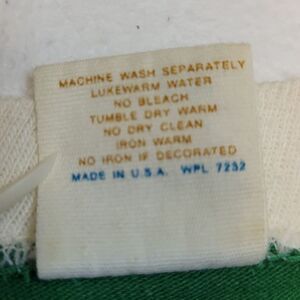 MACHINE WASH SEPARATELY
LUKEWARM WATER
NO BLEACH
TUMBLE DRY WARM
NO DRY CLEAN
IRON WARM
NO IRON IF DECORATED
MADE IN U.S.A. WPL 7232